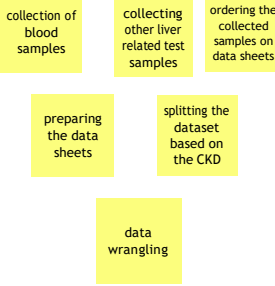 collection of
blood
samples
collecting
other liver
related test
samples
ordering the
collected
samples on
data sheets
preparing
the data
sheets
splitting the
dataset
based on
the CKD
data
wrangling